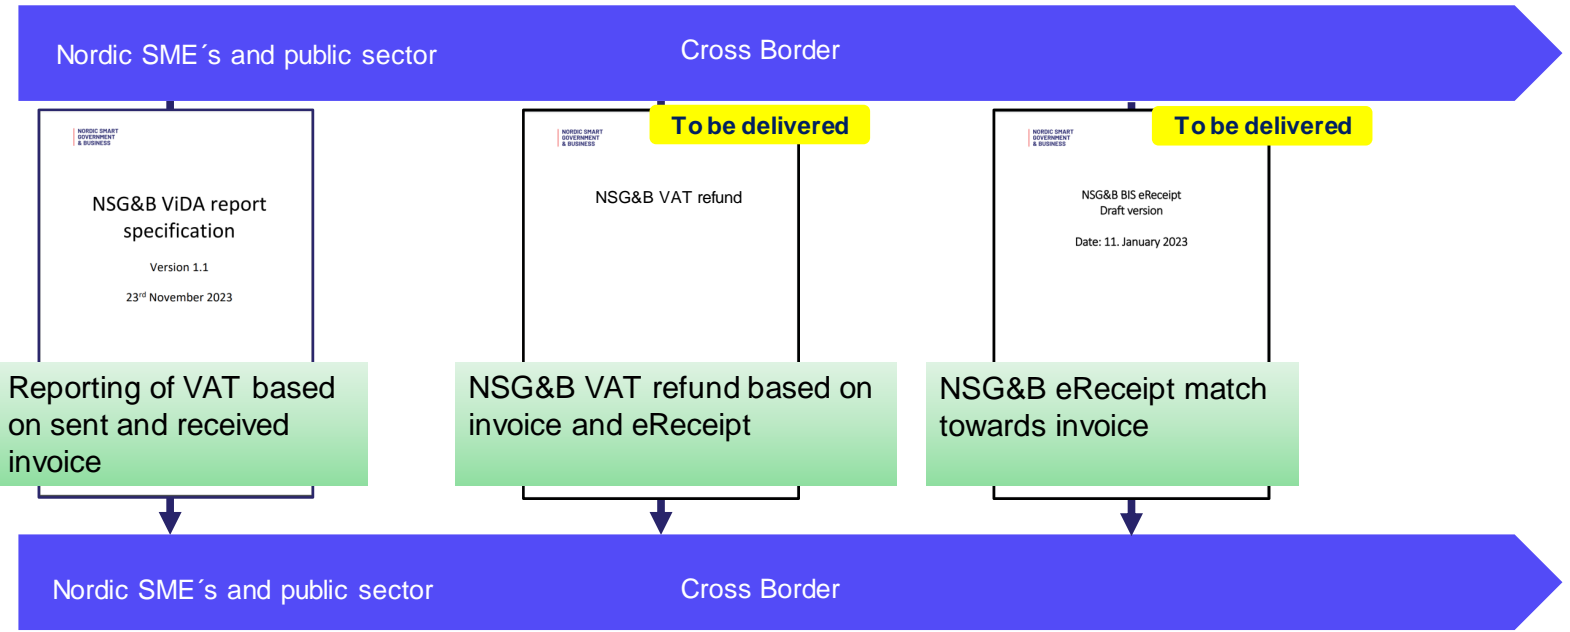 Nordic SME´s and public sector
Cross Border
To be delivered
To be delivered
NORDIC SMART
GOVERNMENT
& BUSINESS
NSG&B ViDA report
specification
Version 1.1
23rd November 2023
Reporting of VAT based
on sent and received
invoice
NORDIC SMART
GOVERNMENT
& BUSINESS
NSG&B VAT refund
NSG&B VAT refund based on
invoice and eReceipt
NORDIC SMART
GOVERNMENT
& BUSINESS
NSG&B BIS eReceipt
Draft version
Date: 11. January 2023
NSG&B eReceipt match
towards invoice
Nordic SME´s and public sector
Cross Border